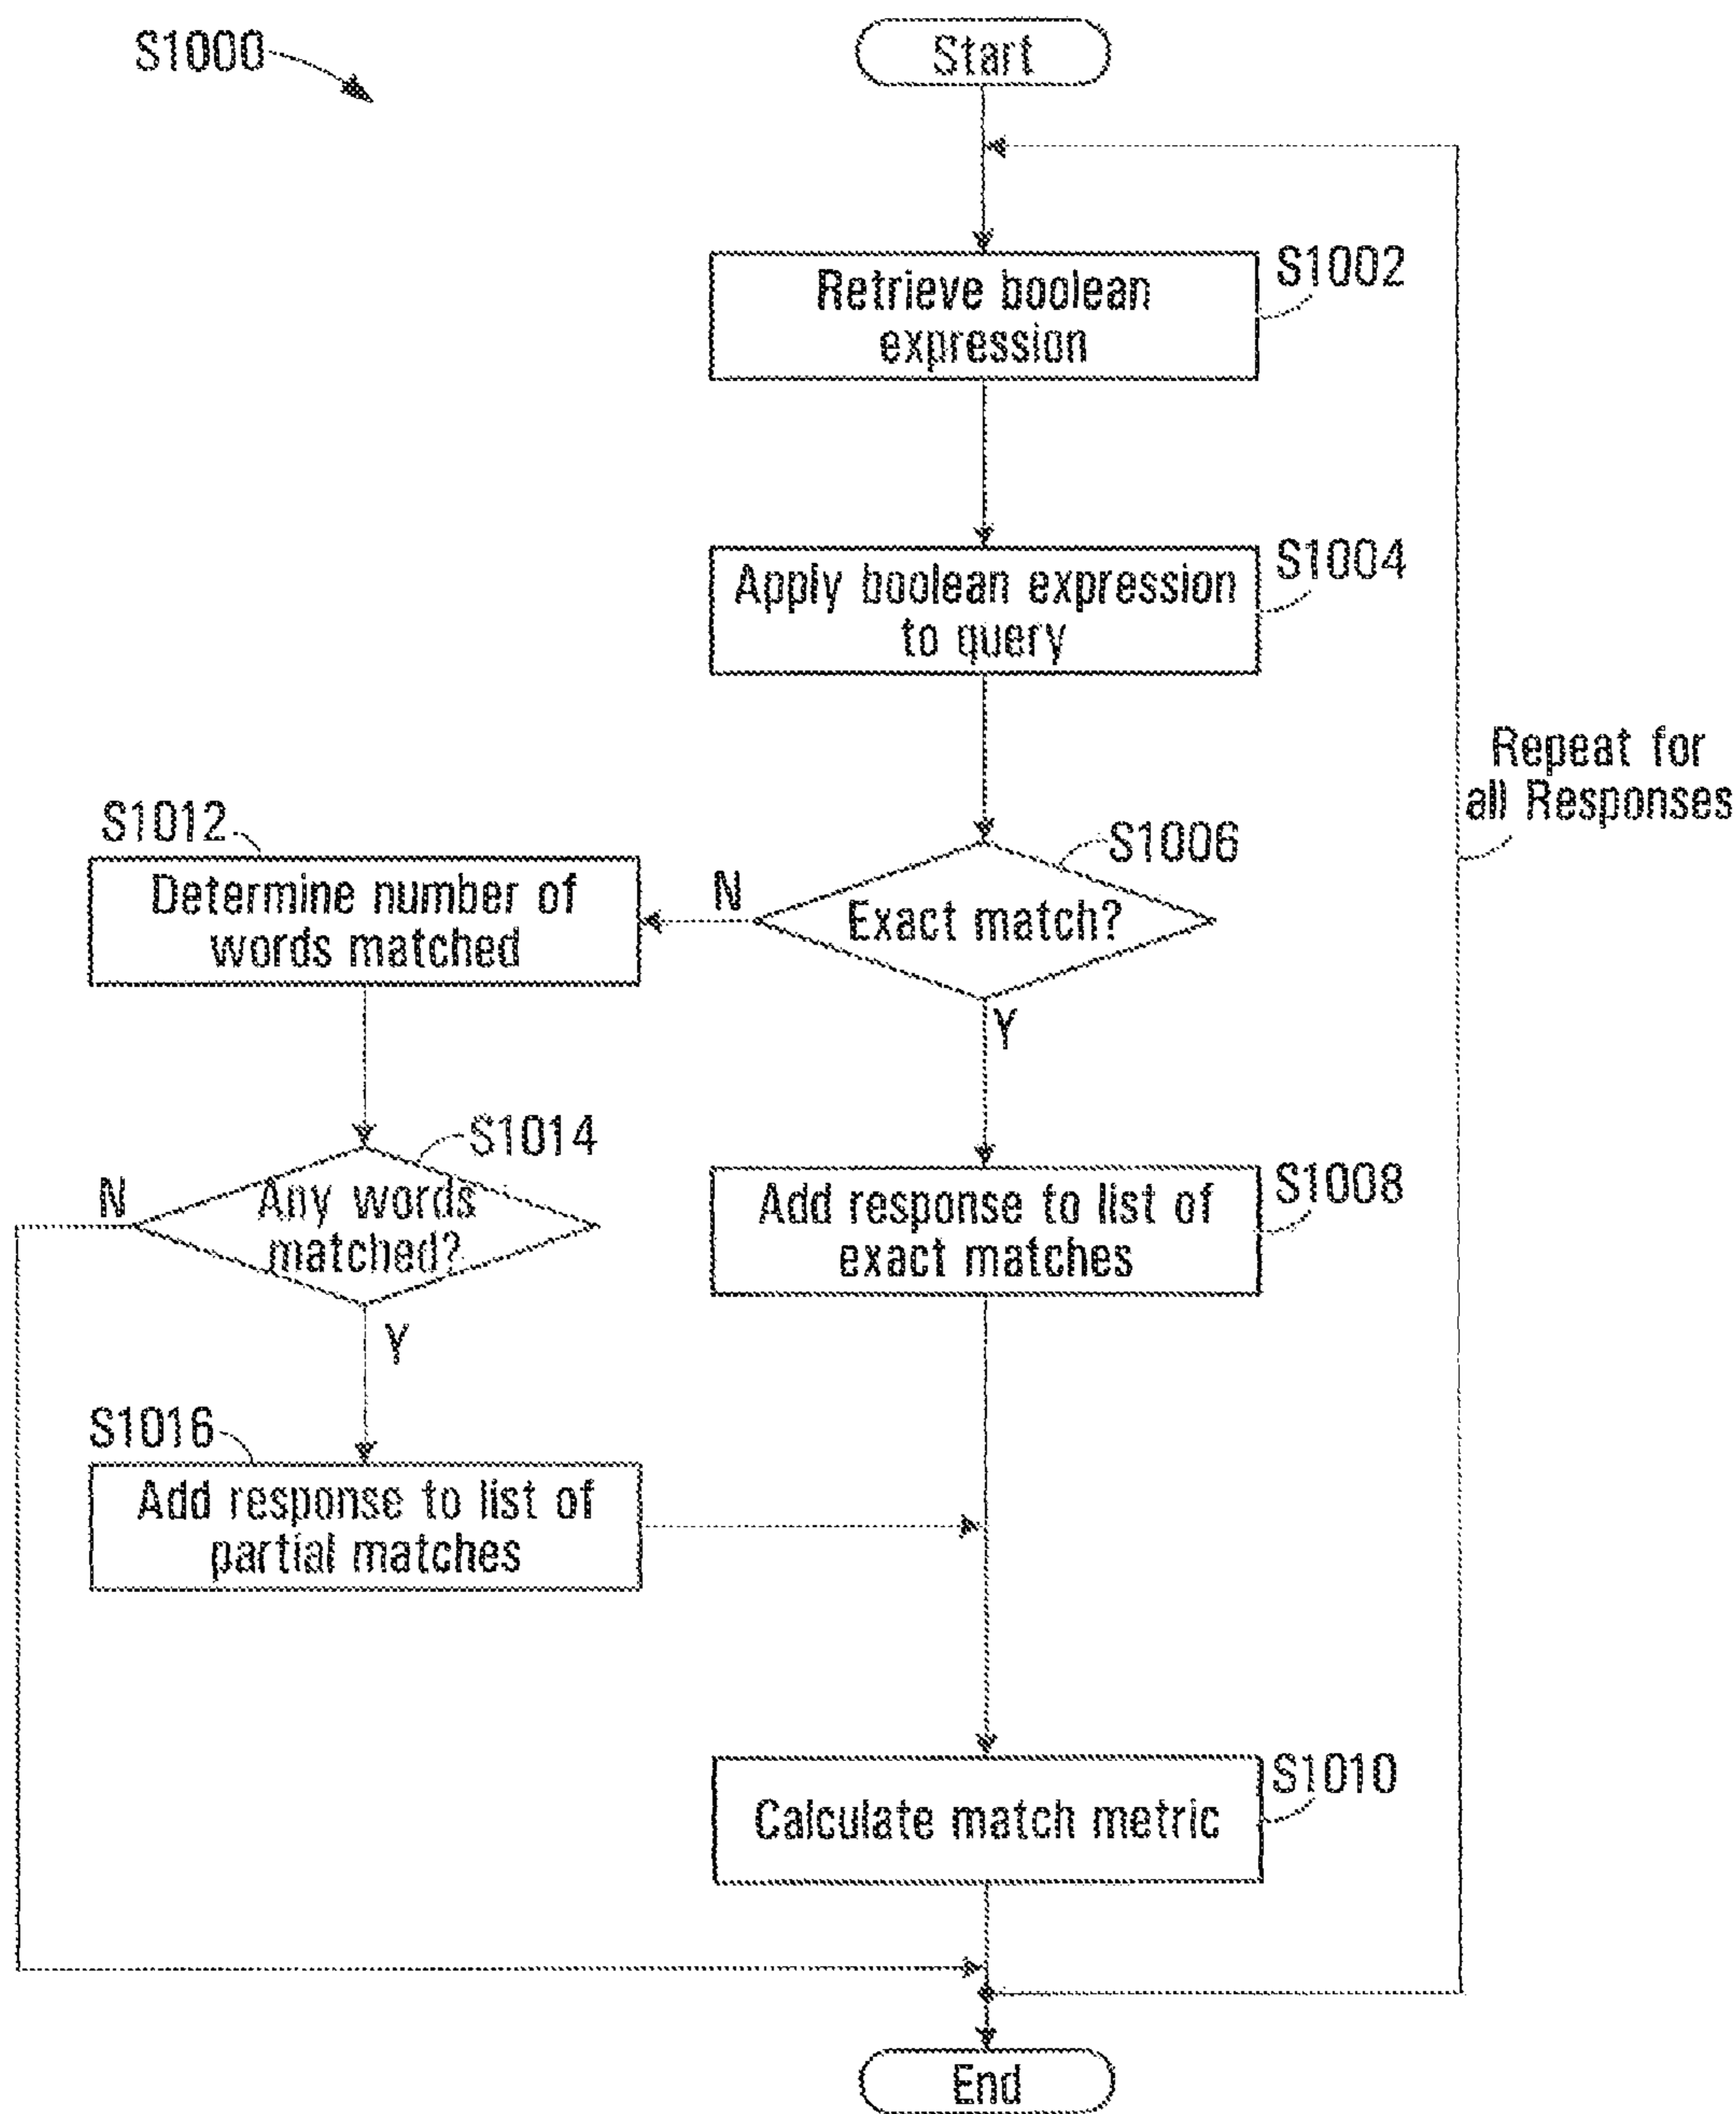 S1000
Start
S1002
Retrieve boolean
expression
S1004
Apply boolean expression
to query
Repeat for
all Responses
S1006
Exact match?
N
Y
S1012
Determine number of
words matched
S1014
Any words
matched?
N
Y
S1008
Add response to list of
exact matches
S1016
Add response to list of
partial matches
S1010
Calculate match metric
End